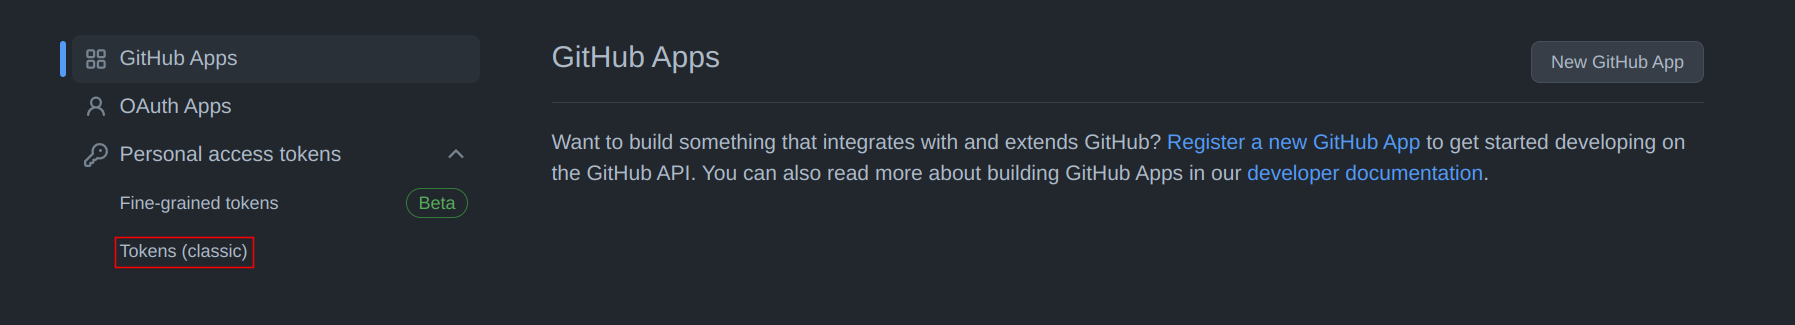 GitHub Apps
OAuth Apps
Personal access tokens
Fine-grained tokens
Beta
Tokens (classic)
GitHub Apps
New GitHub App
Want to build something that integrates with and extends GitHub? Register a new GitHub App to get started developing on
the GitHub API. You can also read more about building GitHub Apps in our developer documentation.